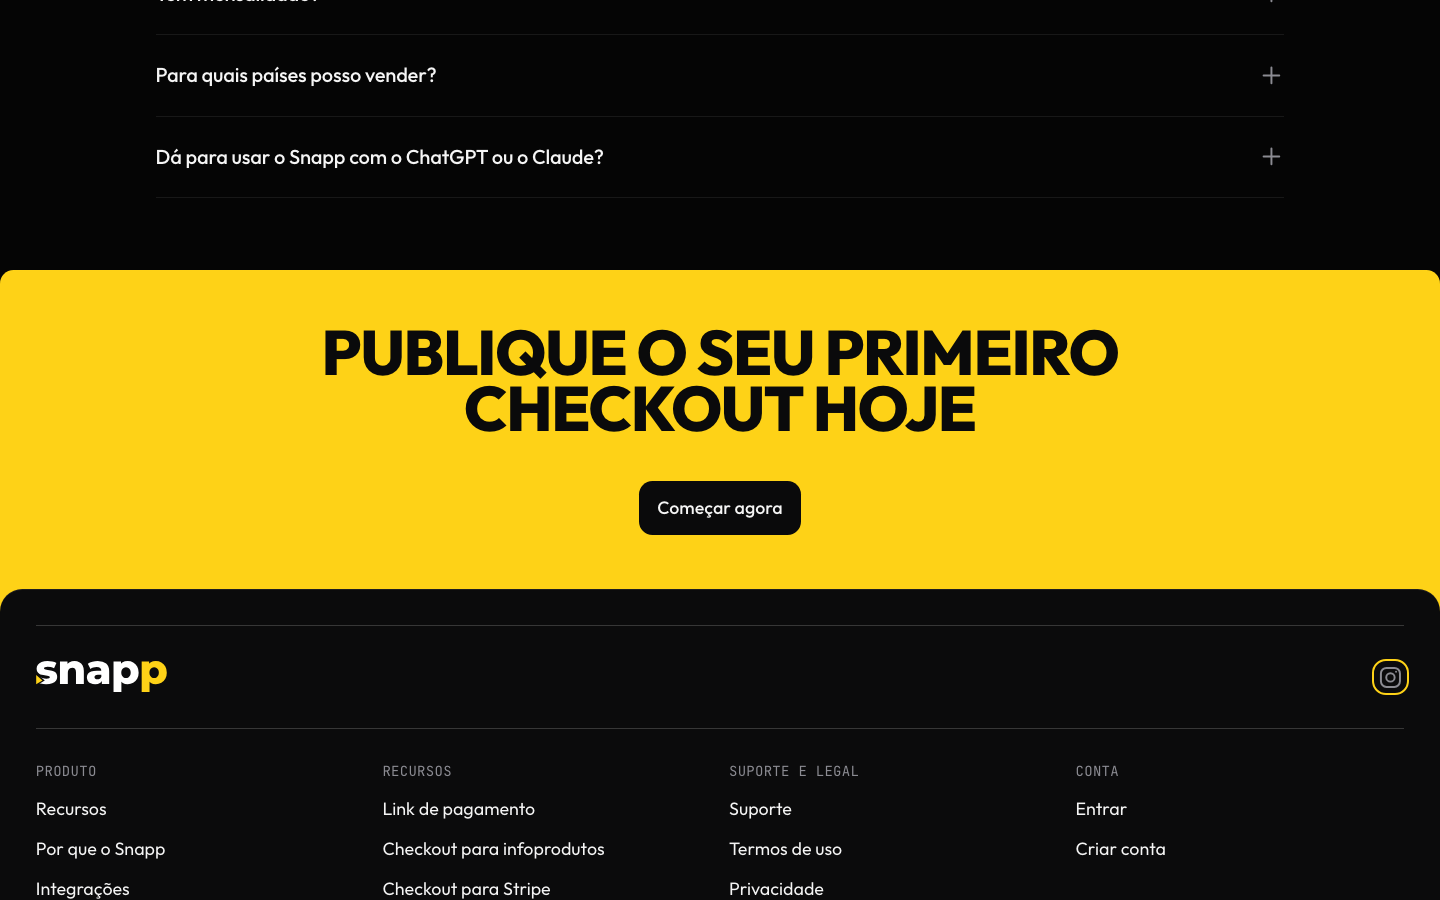 Para quais países posso vender?
Dá para usar o Snapp com o ChatGPT ou o Claude?
PUBLIQUE O SEU PRIMEIRO
CHECKOUT HOJE
Começar agora
snapp
PRODUTO
RECURSOS
SUPORTE E LEGAL
CONTA
Recursos
Link de pagamento
Suporte
Entrar
Por que o Snapp
Checkout para infoprodutos
Termos de uso
Criar conta
Integrações
Checkout para Stripe
Privacidade